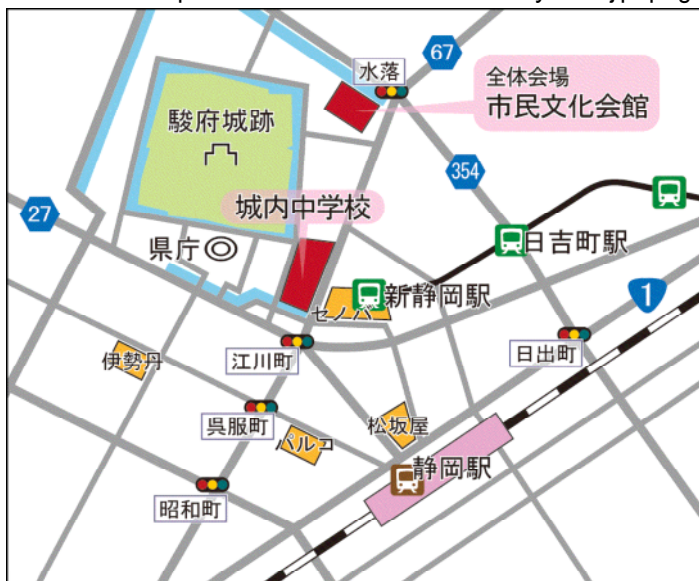 67
水落
全体会場
市民文化会館
駿府城跡
354
城内中学校
27
県庁
日吉町駅
新静岡駅
セノバ
1
江川町
日出町
伊勢丹
呉服町
松坂屋
パルコ
静岡駅
昭和町